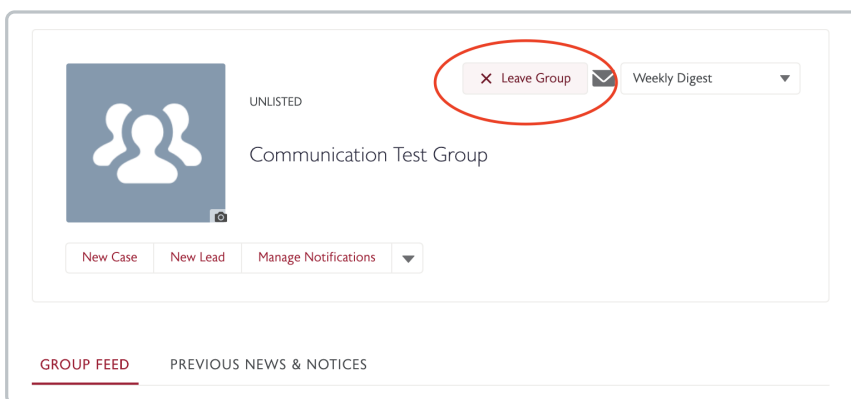 Leave Group
Weekly Digest
UNLISTED
Communication Test Group
New Case
New Lead
Manage Notifications
GROUP FEED
PREVIOUS NEWS & NOTICES